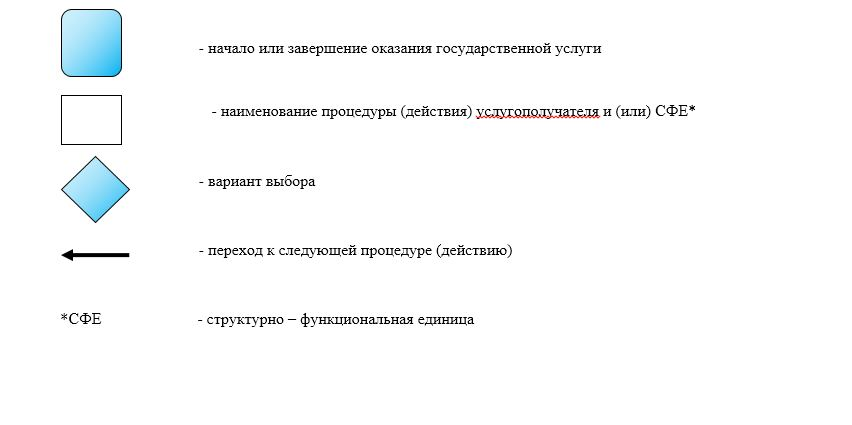 - начало или завершение оказания государственной услуги
- наименование процедуры (действия) услугополучателя и (или) СФЕ*
- вариант выбора
- переход к следующей процедуре (действию)
*СФЕ - структурно – функциональная единица